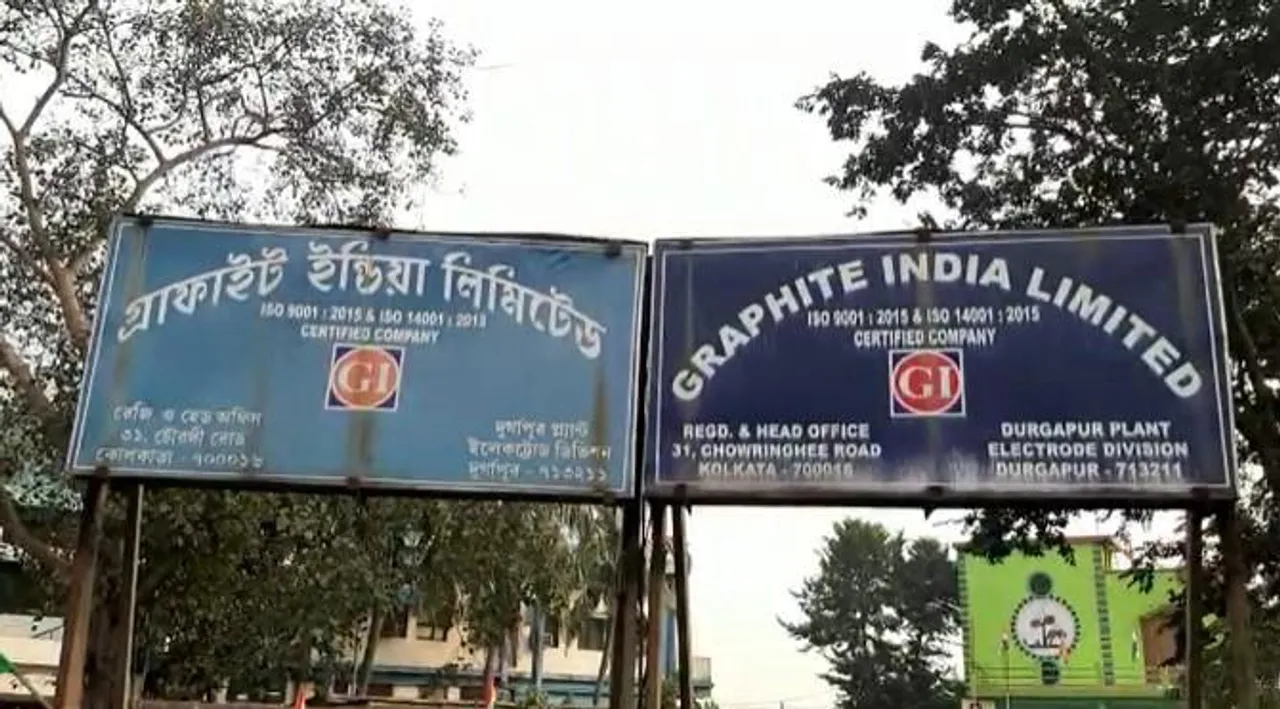 গ্রাফাইট ইন্ডিয়া লিমিটেড
ISO 9001 : 2015 & ISO 14001 : 2015
CERTIFIED COMPANY
GI
রেজি ও হেড অফিস
৩১, চৌরঙ্গী রোড
কোলকাতা - ৭০০০১৬
দুর্গাপুর প্ল্যান্ট
ইলেকট্রোড ডিভিশন
দুর্গাপুর - ৭১৩২১১
GRAPHITE INDIA LIMITED
ISO 9001 : 2015 & ISO 14001 : 2015
CERTIFIED COMPANY
GI
REGD. & HEAD OFFICE
31, CHOWRINGHEE ROAD
KOLKATA - 700016
DURGAPUR PLANT
ELECTRODE DIVISION
DURGAPUR - 713211